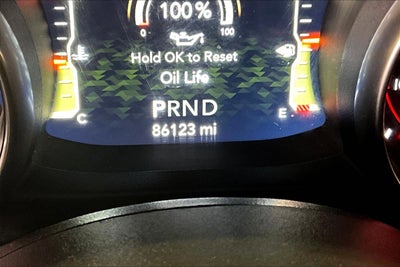 100%
0 100
Hold OK to Reset
Oil Life
PRND
C E
86123 mi